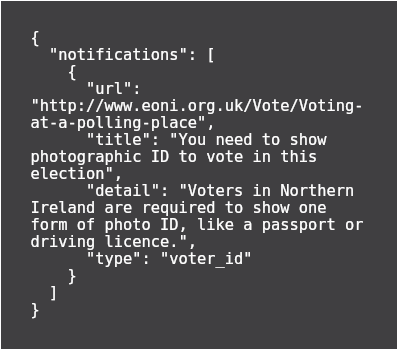 {
  "notifications": [
    {
      "url":
"http://www.eoni.org.uk/Vote/Voting-
at-a-polling-place",
      "title": "You need to show
photographic ID to vote in this
election",
      "detail": "Voters in Northern
Ireland are required to show one
form of photo ID, like a passport or
driving licence.",
      "type": "voter_id"
    }
  ]
}